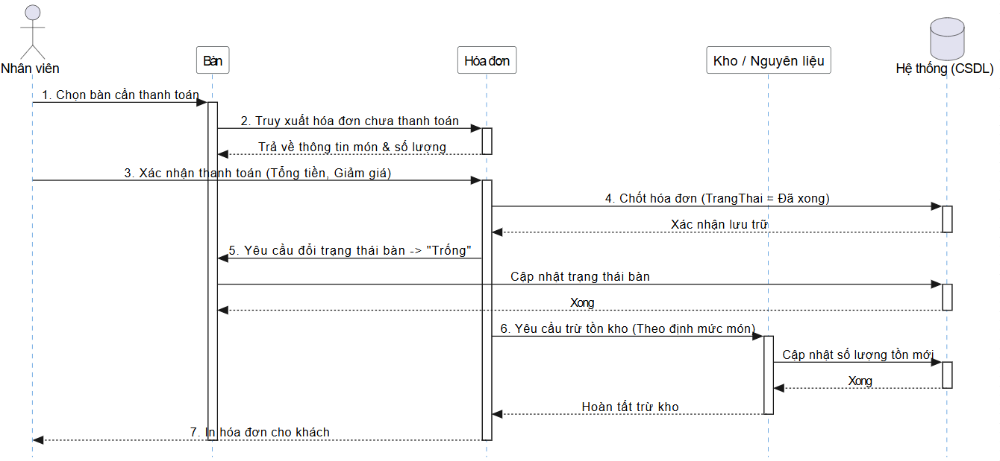 Nhân viên
Bàn
Hóa đơn
Kho / Nguyên liệu
Hệ thống (CSDL)
1. Chọn bàn cần thanh toán
2. Truy xuất hóa đơn chưa thanh toán
Trả về thông tin món & số lượng
3. Xác nhận thanh toán (Tổng tiền, Giảm giá)
4. Chốt hóa đơn (TrangThai = Đã xong)
Xác nhận lưu trữ
5. Yêu cầu đổi trạng thái bàn -> "Trống"
Cập nhật trạng thái bàn
Xong
6. Yêu cầu trừ tồn kho (Theo định mức món)
Cập nhật số lượng tồn mới
Xong
Hoàn tất trừ kho
7. In hóa đơn cho khách